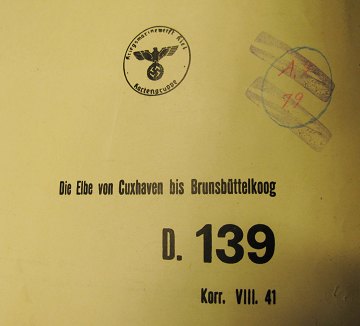 Kriegsmarinewerft Kiel
Kartengruppe
Die Elbe von Cuxhaven bis Brunsbüttelkoog
D. 139
Korr. VIII. 41